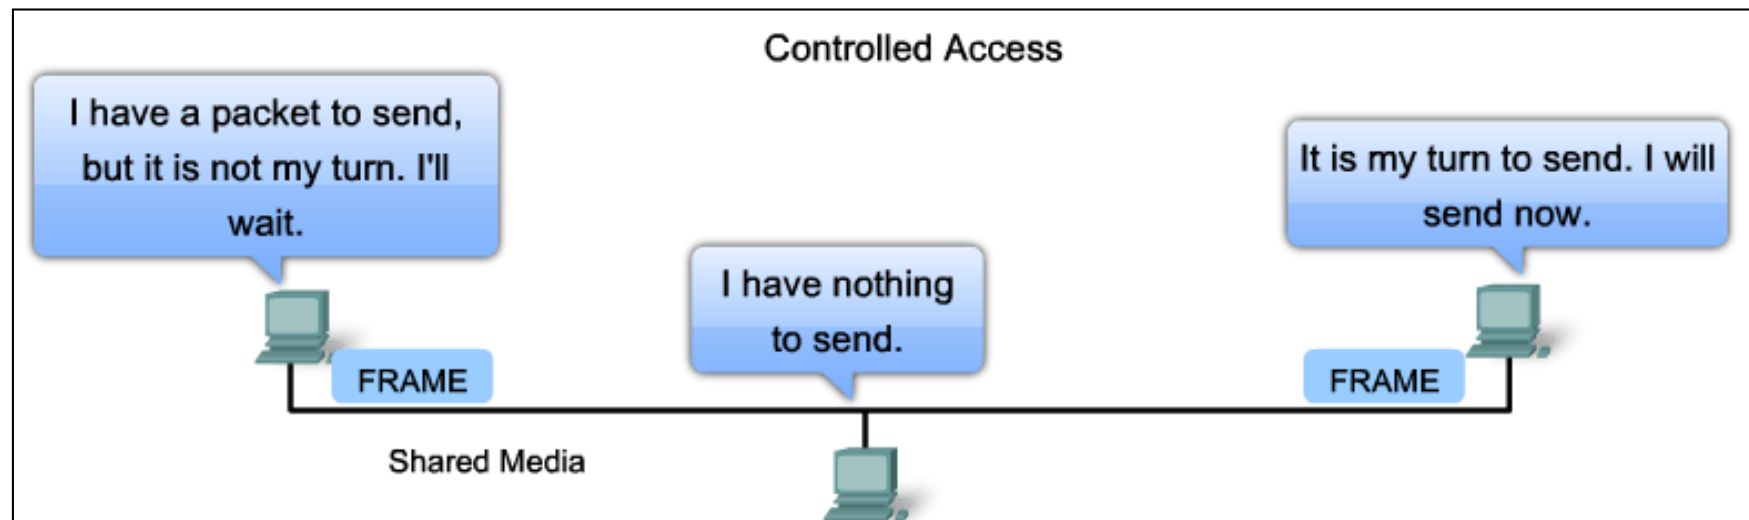 Controlled Access
I have a packet to send,
but it is not my turn. I'll
wait.
It is my turn to send. I will
send now.
I have nothing
to send.
FRAME
FRAME
Shared Media